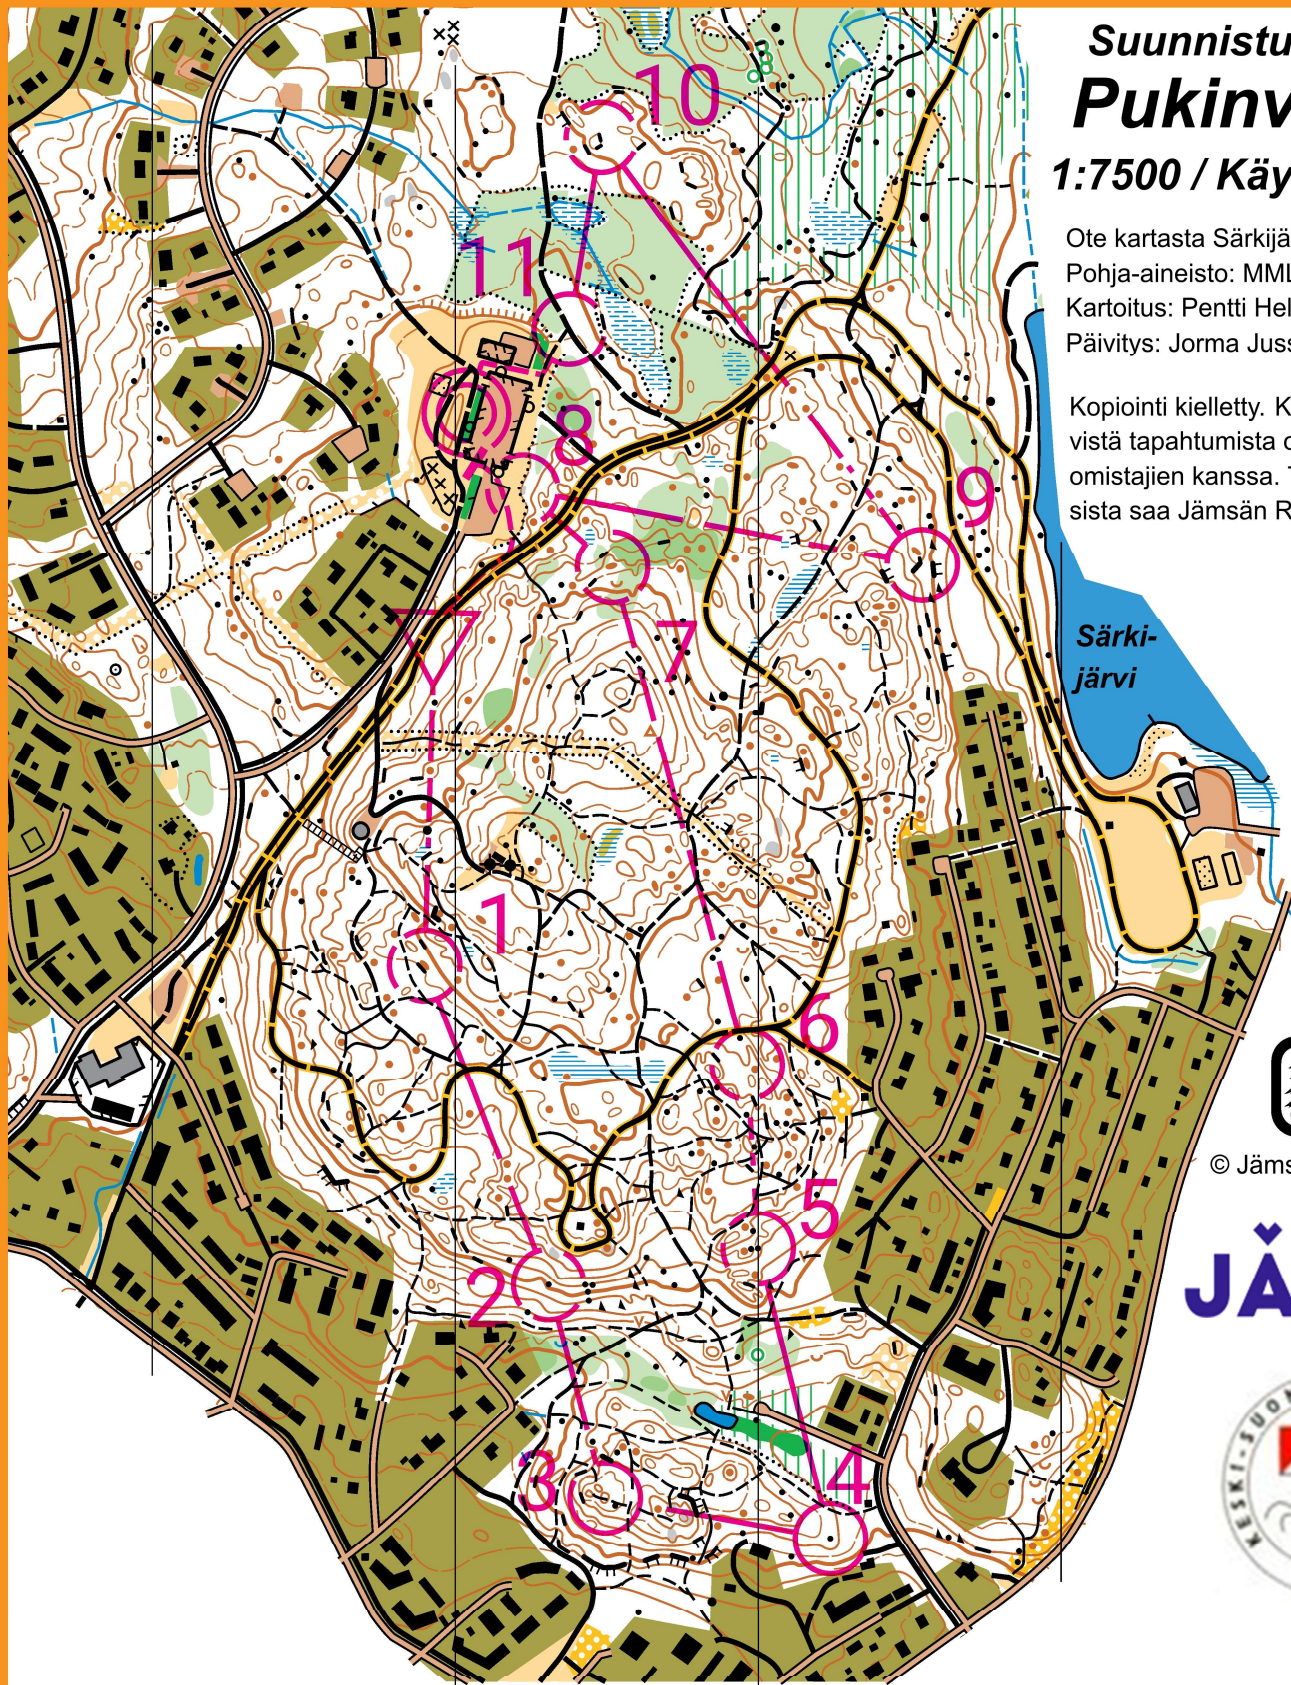 Suunnistu
Pukinv
1:7500 / Käy
Ote kartasta Särkijä
Pohja-aineisto: MML
Kartoitus: Pentti Hel
Päivitys: Jorma Juss
Kopiointi kielletty. K
vistä tapahtumista o
omistajien kanssa. T
sista saa Jämsän R
10
11
8
9
7
Särki-
järvi
1
6
© Jäms
5
JÄ
2
KESKI-SUO
3
4